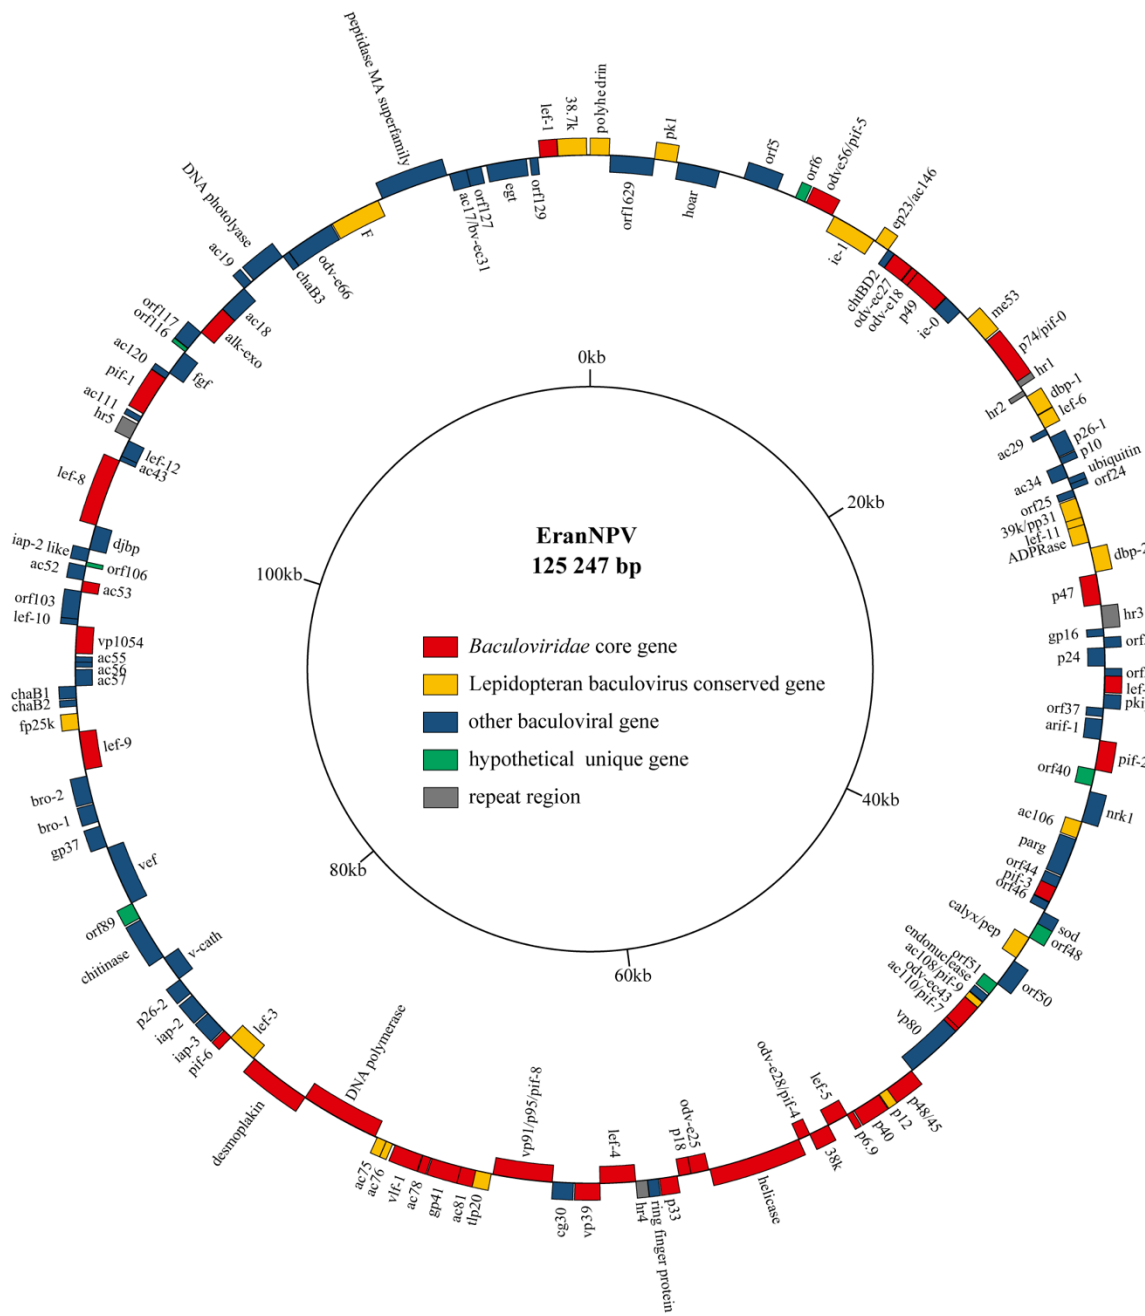 0kb
20kb
40kb
60kb
80kb
100kb
EranNPV
125 247 bp
Baculoviridae core gene
Lepidopteran baculovirus conserved gene
other baculoviral gene
hypothetical unique gene
repeat region
polyhedrin
orf1629
pk1
hoar
orf5
orf6
odve56/pif-5
ie-1
ep23/ac146
chtBD2
odv-ec27
odv-e18
p49
ie-0
me53
p74/pif-0
hr1
hr2
dbp-1
lef-6
ac29
p26-1
p10
ac34
ubiquitin
orf24
orf25
39k/pp31
lef-11
ADPRase
dbp-2
p47
hr3
gp16
p24
orf37
arif-1
pif-2
orf40
nrk1
ac106
parg
orf44
pif-3
orf46
sod
orf48
calyx/pep
orf50
orf51
endonuclease
ac108/pif-9
odv-ec43
ac110/pif-7
vp80
p48/45
p12
p40
p6.9
lef-5
38k
odv-e28/pif-4
helicase
odv-e25
p18
p33
ring finger protein
hr4
lef-4
vp39
cg30
vp91/p95/pif-8
tlp20
ac81
gp41
ac78
vlf-1
ac76
ac75
DNA polymerase
desmoplakin
lef-3
pif-6
iap-3
iap-2
p26-2
v-cath
chitinase
orf89
vef
gp37
bro-1
bro-2
lef-9
fp25k
chaB2
chaB1
ac57
ac56
ac55
vp1054
lef-10
orf103
ac53
ac52
orf106
iap-2 like
djbp
lef-8
ac43
lef-12
hr5
ac111
pif-1
ac120
fgf
orf116
orf117
alk-exo
ac18
ac19
DNA photolyase
chaB3
odv-e66
F
peptidase MA superfamily
ac17/bv-ec31
orf127
egt
orf129
lef-1
38.7k